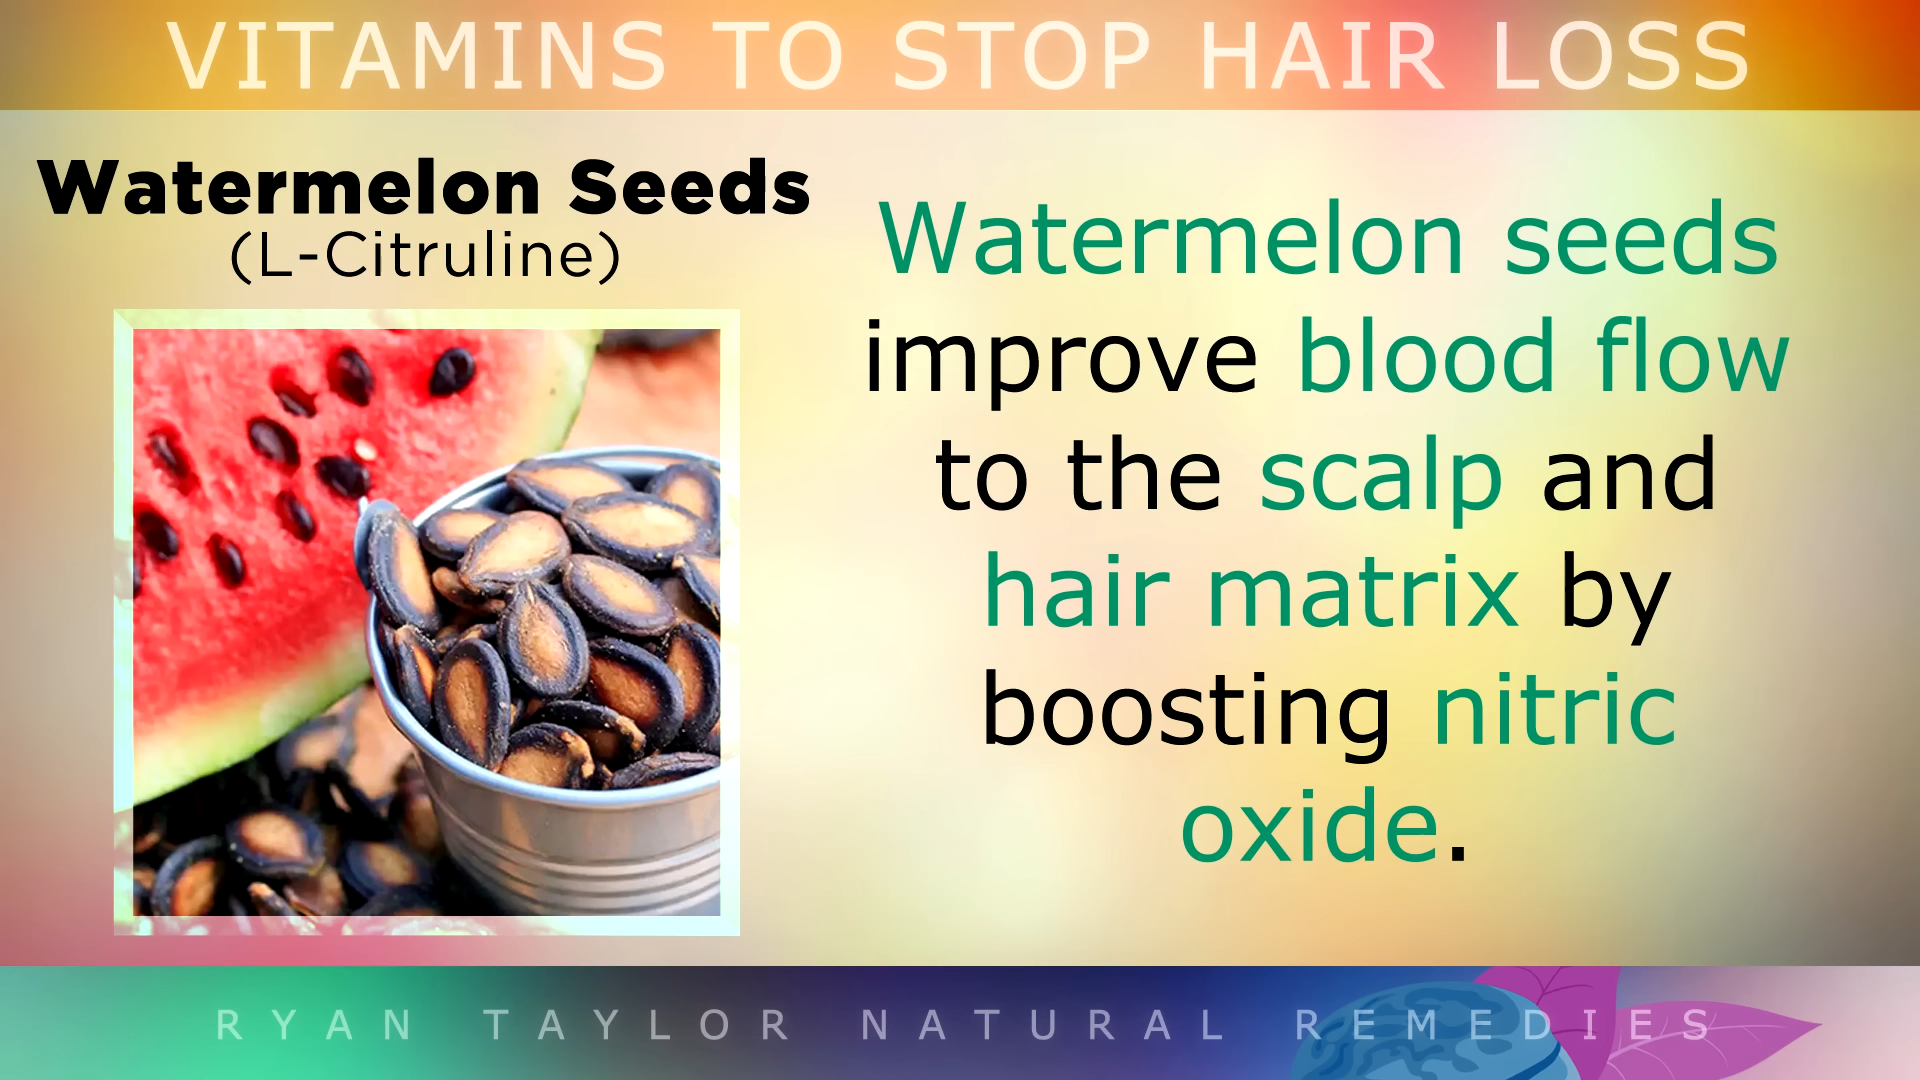 VITAMINS TO STOP HAIR LOSS
Watermelon Seeds
(L-Citruline)
Watermelon seeds
improve blood flow
to the scalp and
hair matrix by
boosting nitric
oxide.
RYAN TAYLOR NATURAL REMEDIES